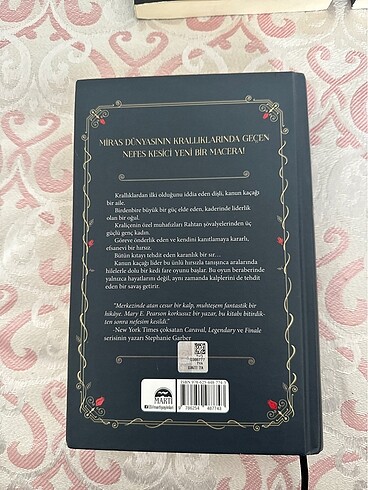 MİRAS DÜNYASININ KRALLIKLARINDA GEÇEN
NEFES KESİCİ YENİ BİR MACERA!
Krallıklardan ilki olduğunu iddia eden dişli, kanun kaçağı
bir aile.
Birdenbire büyük bir güç elde eden, kaderinde liderlik
olan bir oğul.
Kraliçenin özel muhafızları Rahtan şövalyelerinden üç
güçlü genç kadın.
Göreve önderlik eden ve kendini kanıtlamaya kararlı,
efsanevi bir hırsız.
Bütün kıtayı tehdit eden karanlık bir sır...
Kanun kaçağı lider bu ünlü hırsızla tanışınca aralarında
hilelerle dolu bir kedi fare oyunu başlar. Bu oyun beraberinde
yalnızca hayatlarını değil, aynı zamanda kalplerini de tehdit
eden bir savaş getirir.
"Merkezinde atan cesur bir kalp, muhteşem fantastik bir
hikâye. Mary E. Pearson korkusuz bir yazar, bu kitabı bitirdik-
ten sonra nefesim kesildi."
-New York Times çoksatan Caraval, Legendary ve Finale
serisinin yazarı Stephanie Garber
MARTI